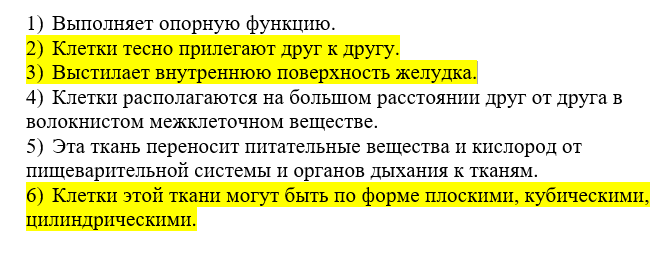 1) Выполняет опорную функцию.
2) Клетки тесно прилегают друг к другу.
3) Выстилает внутреннюю поверхность желудка.
4) Клетки располагаются на большом расстоянии друг от друга в
волокнистом межклеточном веществе.
5) Эта ткань переносит питательные вещества и кислород от
пищеварительной системы и органов дыхания к тканям.
6) Клетки этой ткани могут быть по форме плоскими, кубическими,
цилиндрическими.